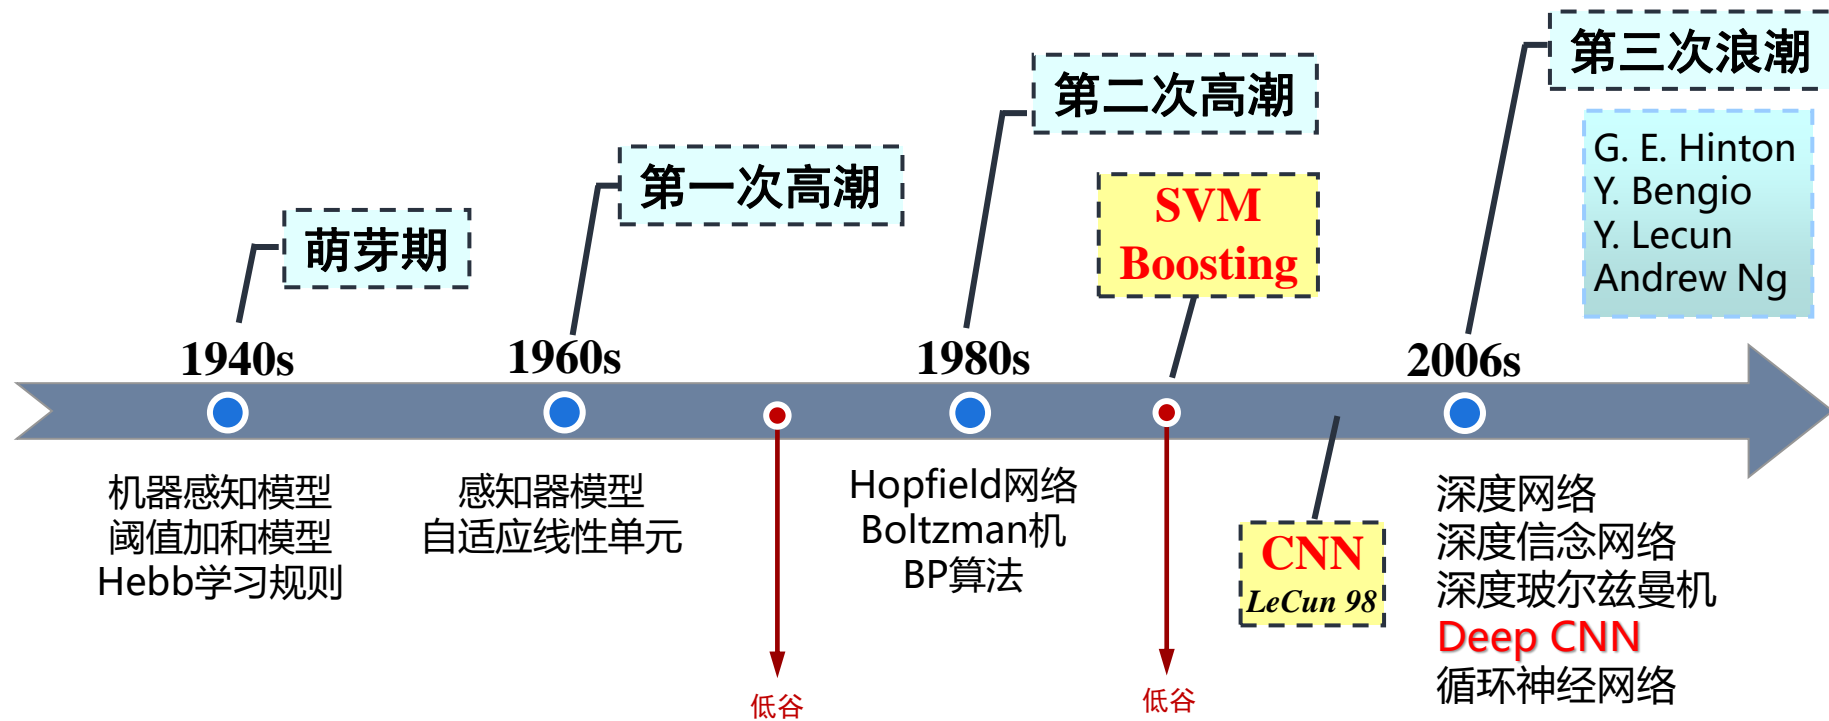 第三次浪潮
第二次高潮
第一次高潮
萌芽期
G. E. Hinton
Y. Bengio
Y. Lecun
Andrew Ng
SVM
Boosting
1940s
1960s
1980s
2006s
机器感知模型
阈值加和模型
Hebb学习规则
感知器模型
自适应线性单元
低谷
Hopfield网络
Boltzman机
BP算法
低谷
CNN
LeCun 98
深度网络
深度信念网络
深度玻尔兹曼机
Deep CNN
循环神经网络